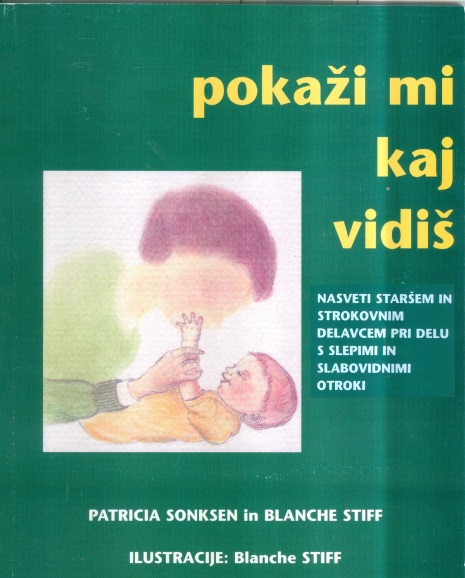 pokaži mi
kaj
vidiš
NASVETI STARŠEM IN
STROKOVNIM
DELAVCEM PRI DELU
S SLEPIMI IN
SLABOVIDNIMI
OTROKI
PATRICIA SONKSEN in BLANCHE STIFF
ILUSTRACIJE: Blanche STIFF